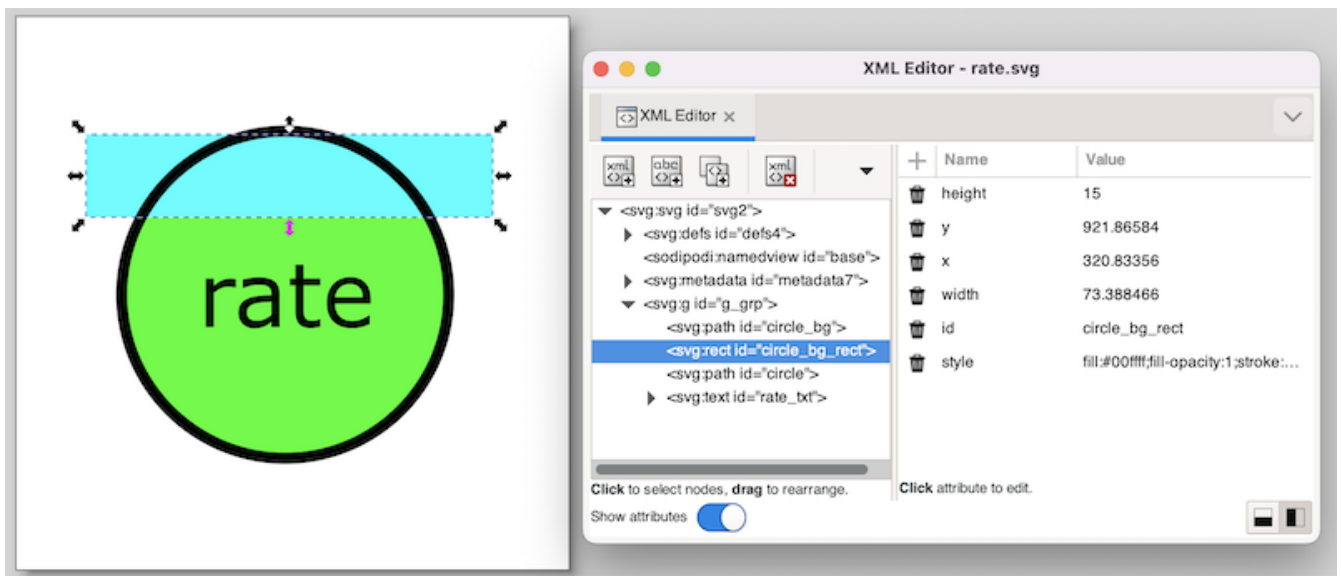 rate
XML Editor - rate.svg
XML Editor ×
<svg:svg id="svg2">
<svg:defs id="defs4">
<sodipodi:namedview id="base">
<svg:metadata id="metadata7">
<svg:g id="g_grp">
<svg:path id="circle_bg">
<svg:rect id="circle_bg_rect">
<svg:path id="circle">
<svg:text id="rate_txt">
Click to select nodes, drag to rearrange.
Show attributes
Name Value
height 15
y 921.86584
x 320.83356
width 73.388466
id circle_bg_rect
style fill:#00ffff;fill-opacity:1;stroke:...
Click attribute to edit.